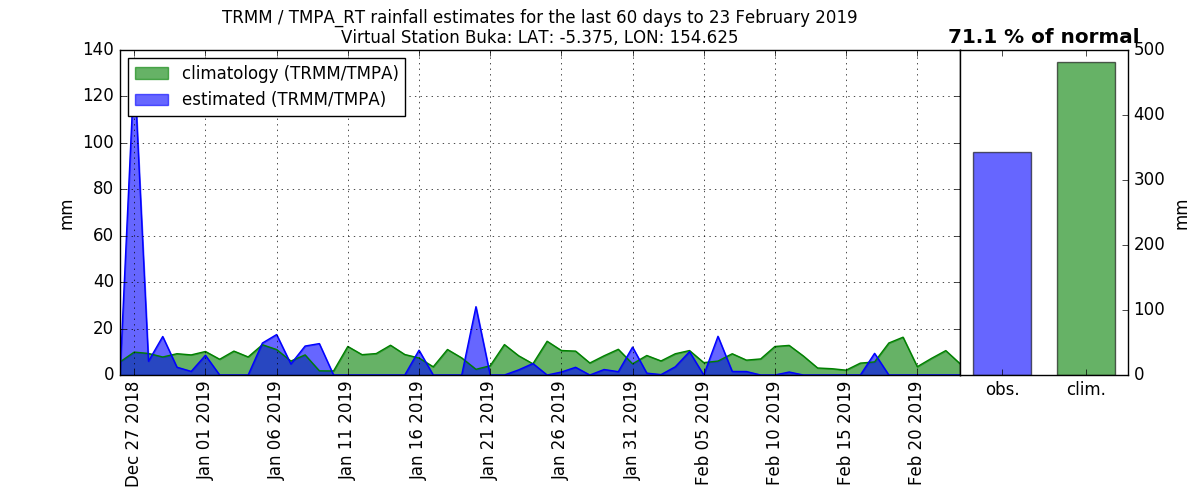 TRMM / TMPA_RT rainfall estimates for the last 60 days to 23 February 2019
Virtual Station Buka: LAT: -5.375, LON: 154.625
71.1 % of normal
climatology (TRMM/TMPA)
estimated (TRMM/TMPA)
mm
140
120
100
80
60
40
20
0
Dec 27 2018
Jan 01 2019
Jan 06 2019
Jan 11 2019
Jan 16 2019
Jan 21 2019
Jan 26 2019
Jan 31 2019
Feb 05 2019
Feb 10 2019
Feb 15 2019
Feb 20 2019
obs.
clim.
500
400
300
200
100
0
mm